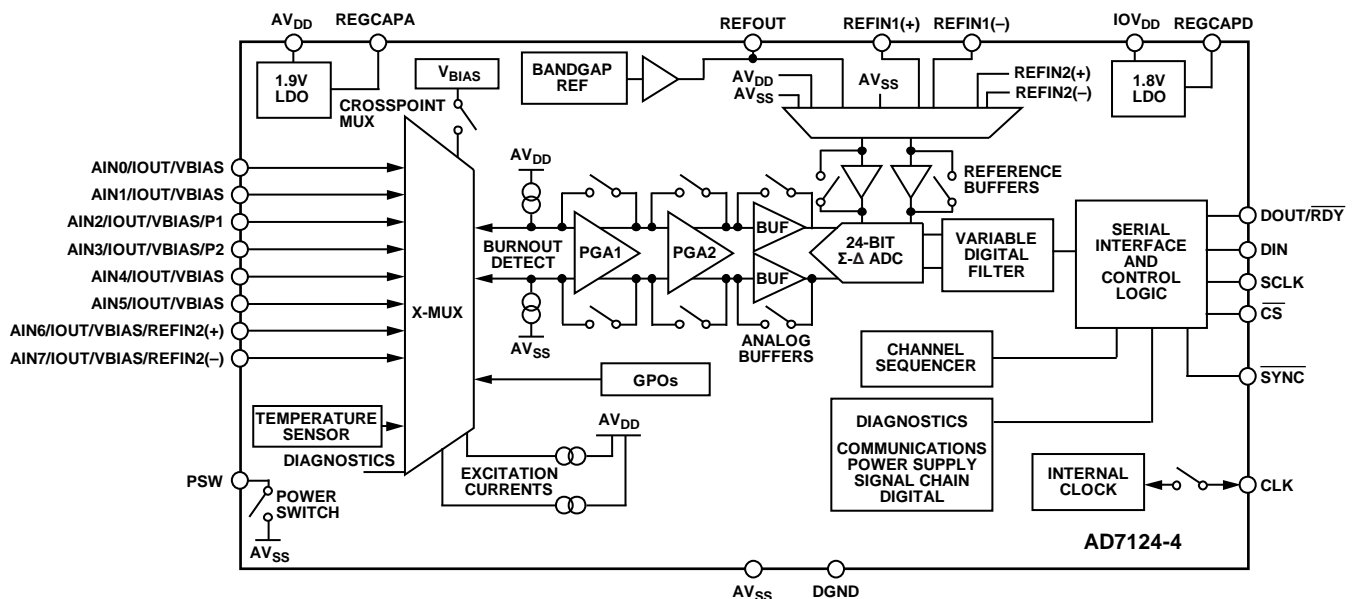 AVDD
REGCAPA
REFOUT
REFIN1(+)
REFIN1(–)
IOVDD
REGCAPD
1.9V
LDO
VBIAS
BANDGAP
REF
AVDD
AVSS
AVSS
REFIN2(+)
REFIN2(–)
1.8V
LDO
CROSSPOINT
MUX
AIN0/IOUT/VBIAS
AIN1/IOUT/VBIAS
AIN2/IOUT/VBIAS/P1
AIN3/IOUT/VBIAS/P2
AIN4/IOUT/VBIAS
AIN5/IOUT/VBIAS
AIN6/IOUT/VBIAS/REFIN2(+)
AIN7/IOUT/VBIAS/REFIN2(–)
X-MUX
AVDD
BURNOUT
DETECT
AVSS
PGA1
PGA2
BUF
BUF
ANALOG
BUFFERS
REFERENCE
BUFFERS
24-BIT
Σ-Δ ADC
VARIABLE
DIGITAL
FILTER
SERIAL
INTERFACE
AND
CONTROL
LOGIC
DOUT/RDY
DIN
SCLK
CS
SYNC
GPOs
CHANNEL
SEQUENCER
TEMPERATURE
SENSOR
DIAGNOSTICS
AVDD
EXCITATION
CURRENTS
DIAGNOSTICS
COMMUNICATIONS
POWER SUPPLY
SIGNAL CHAIN
DIGITAL
INTERNAL
CLOCK
CLK
PSW
POWER
SWITCH
AVSS
AD7124-4
AVSS
DGND